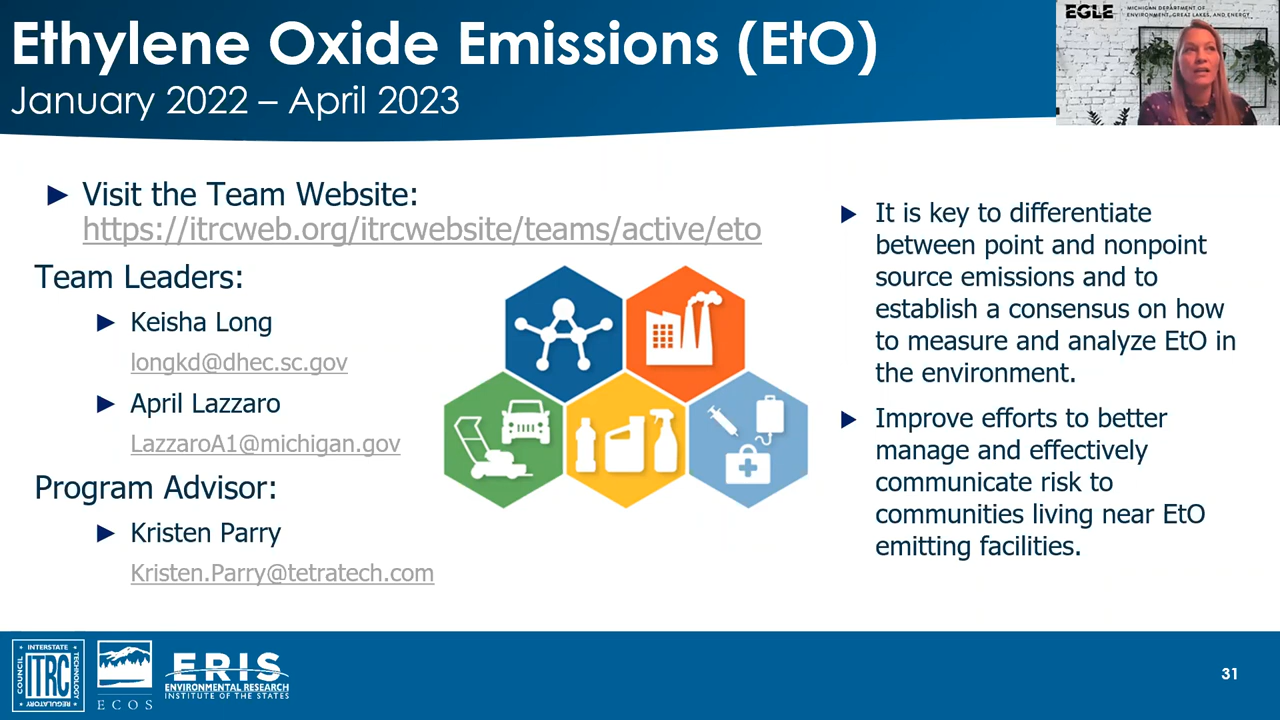 Ethylene Oxide Emissions (EtO)
January 2022 – April 2023
EGLE
MICHIGAN DEPARTMENT OF
ENVIRONMENT, GREAT LAKES, AND ENERGY
► Visit the Team Website:
https://itrcweb.org/itrcwebsite/teams/active/eto
Team Leaders:
► Keisha Long
longkd@dhec.sc.gov
► April Lazzaro
LazzaroA1@michigan.gov
Program Advisor:
► Kristen Parry
Kristen.Parry@tetratech.com
► It is key to differentiate
between point and nonpoint
source emissions and to
establish a consensus on how
to measure and analyze EtO in
the environment.
► Improve efforts to better
manage and effectively
communicate risk to
communities living near EtO
emitting facilities.
INTERSTATE
TECHNOLOGY
REGULATORY
COUNCIL
ITRC
ECOS
ERIS
ENVIRONMENTAL RESEARCH
INSTITUTE OF THE STATES
31